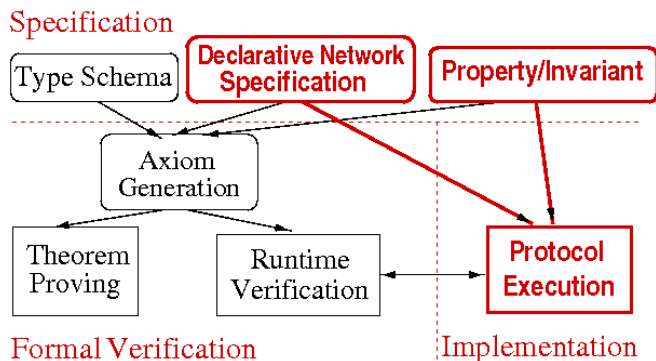 Specification
Type Schema
Declarative Network
Specification
Property/Invariant
Axiom
Generation
Theorem
Proving
Runtime
Verification
Protocol
Execution
Formal Verification
Implementation